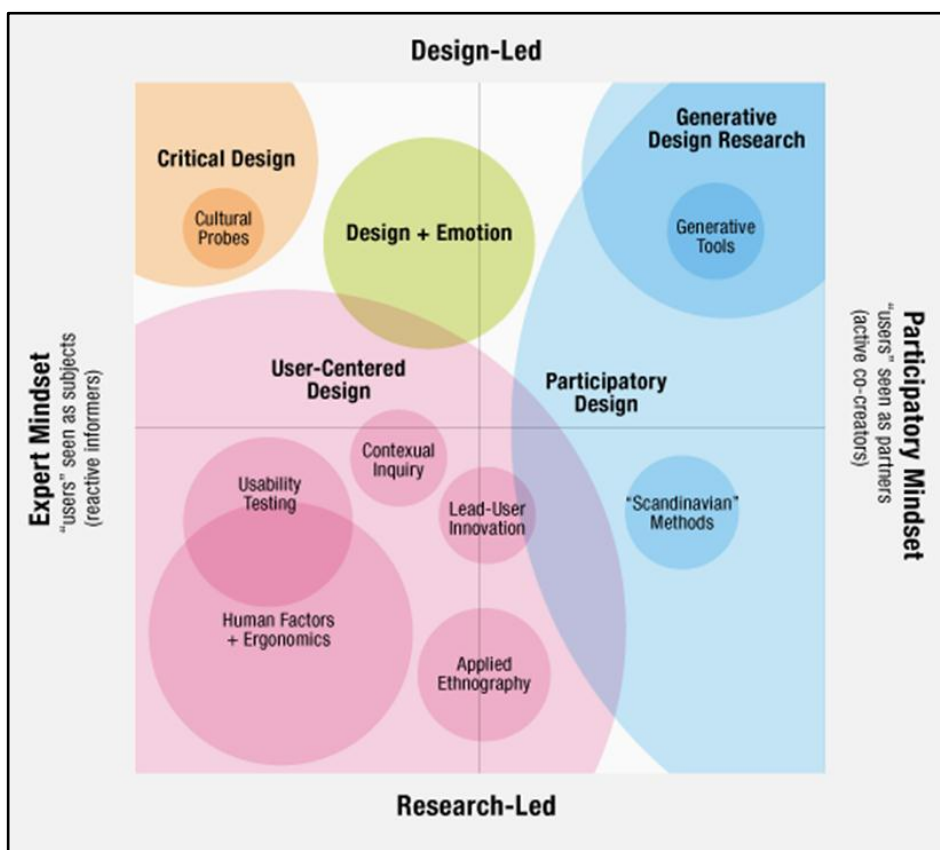 Design-Led
Generative
Design Research
Critical Design
Cultural
Probes
Design + Emotion
Generative
Tools
Expert Mindset
“users” seen as subjects
(reactive informers)
Participatory Mindset
“users” seen as partners
(active co-creators)
User-Centered
Design
Participatory
Design
Contexual
Inquiry
Usability
Testing
Lead-User
Innovation
“Scandinavian”
Methods
Human Factors
+ Ergonomics
Applied
Ethnography
Research-Led